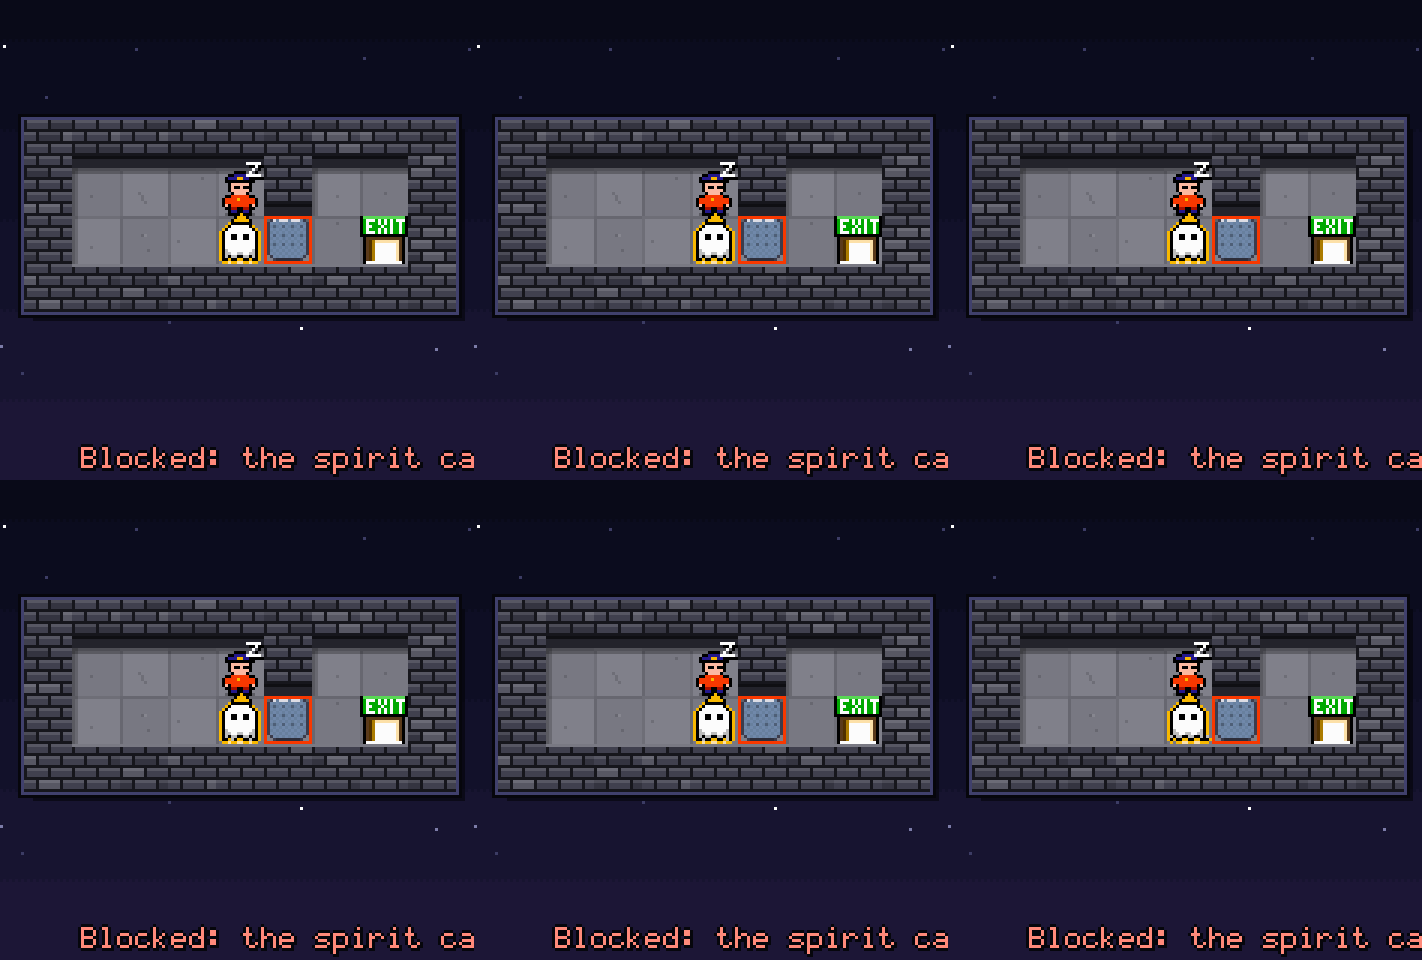 Z Z Z
EXIT EXIT EXIT
Blocked: the spirit ca Blocked: the spirit ca Blocked: the spirit ca
Z Z Z
EXIT EXIT EXIT
Blocked: the spirit ca Blocked: the spirit ca Blocked: the spirit ca